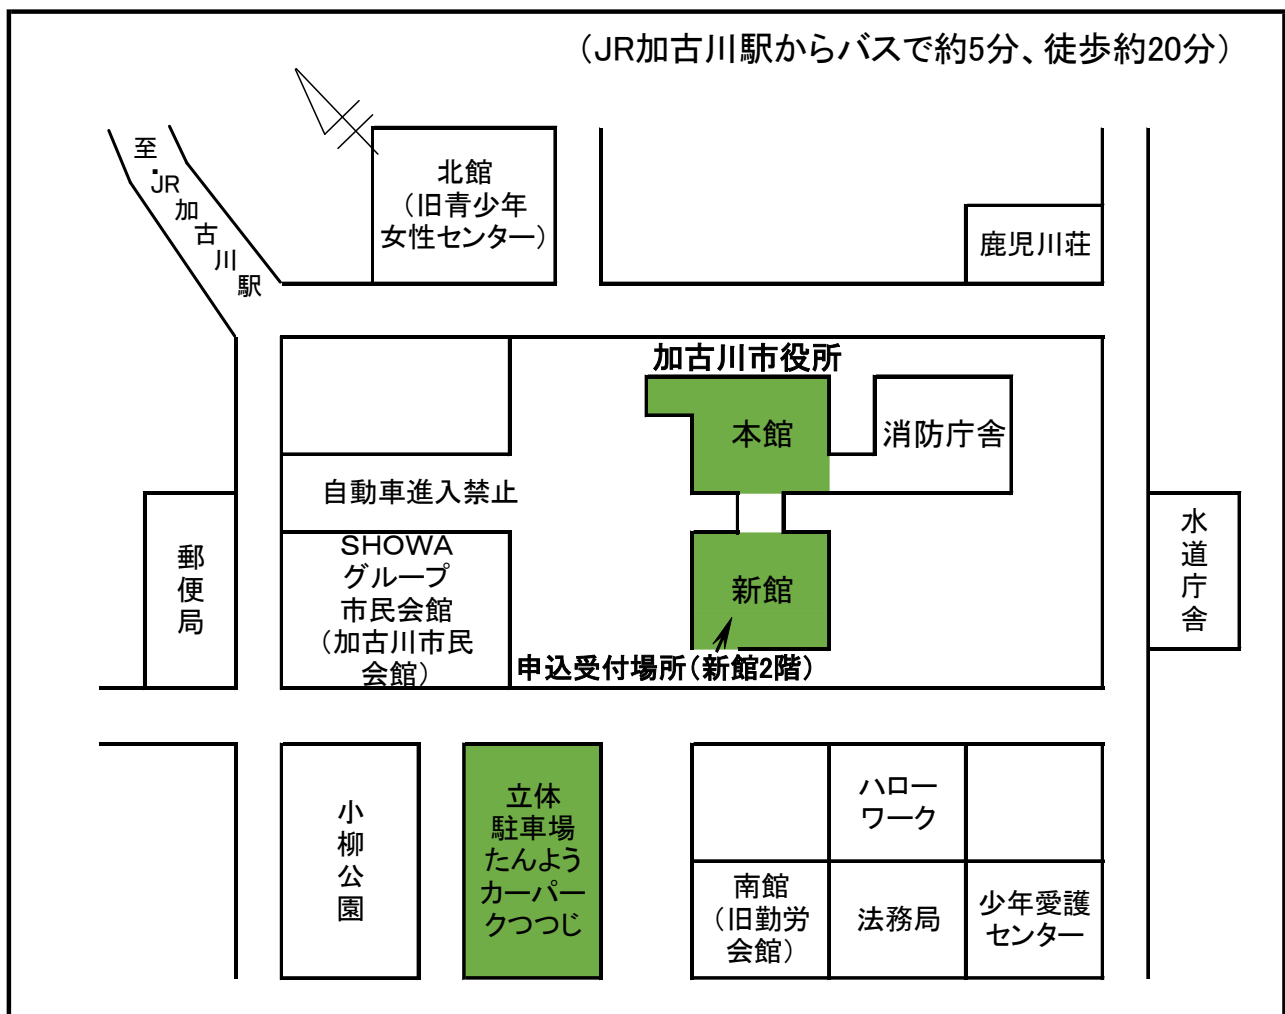 （JR加古川駅からバスで約5分、徒歩約20分）
至・JR加古川駅
北館
（旧青少年
女性センター）
鹿児川荘
加古川市役所
本館
消防庁舎
自動車進入禁止
郵便局
SHOWA
グループ
市民会館
（加古川市民
会館）
新館
水道庁舎
申込受付場所（新館2階）
小柳公園
立体
駐車場
たんよう
カーパー
クつつじ
ハロー
ワーク
南館
（旧勤労
会館）
法務局
少年愛護
センター